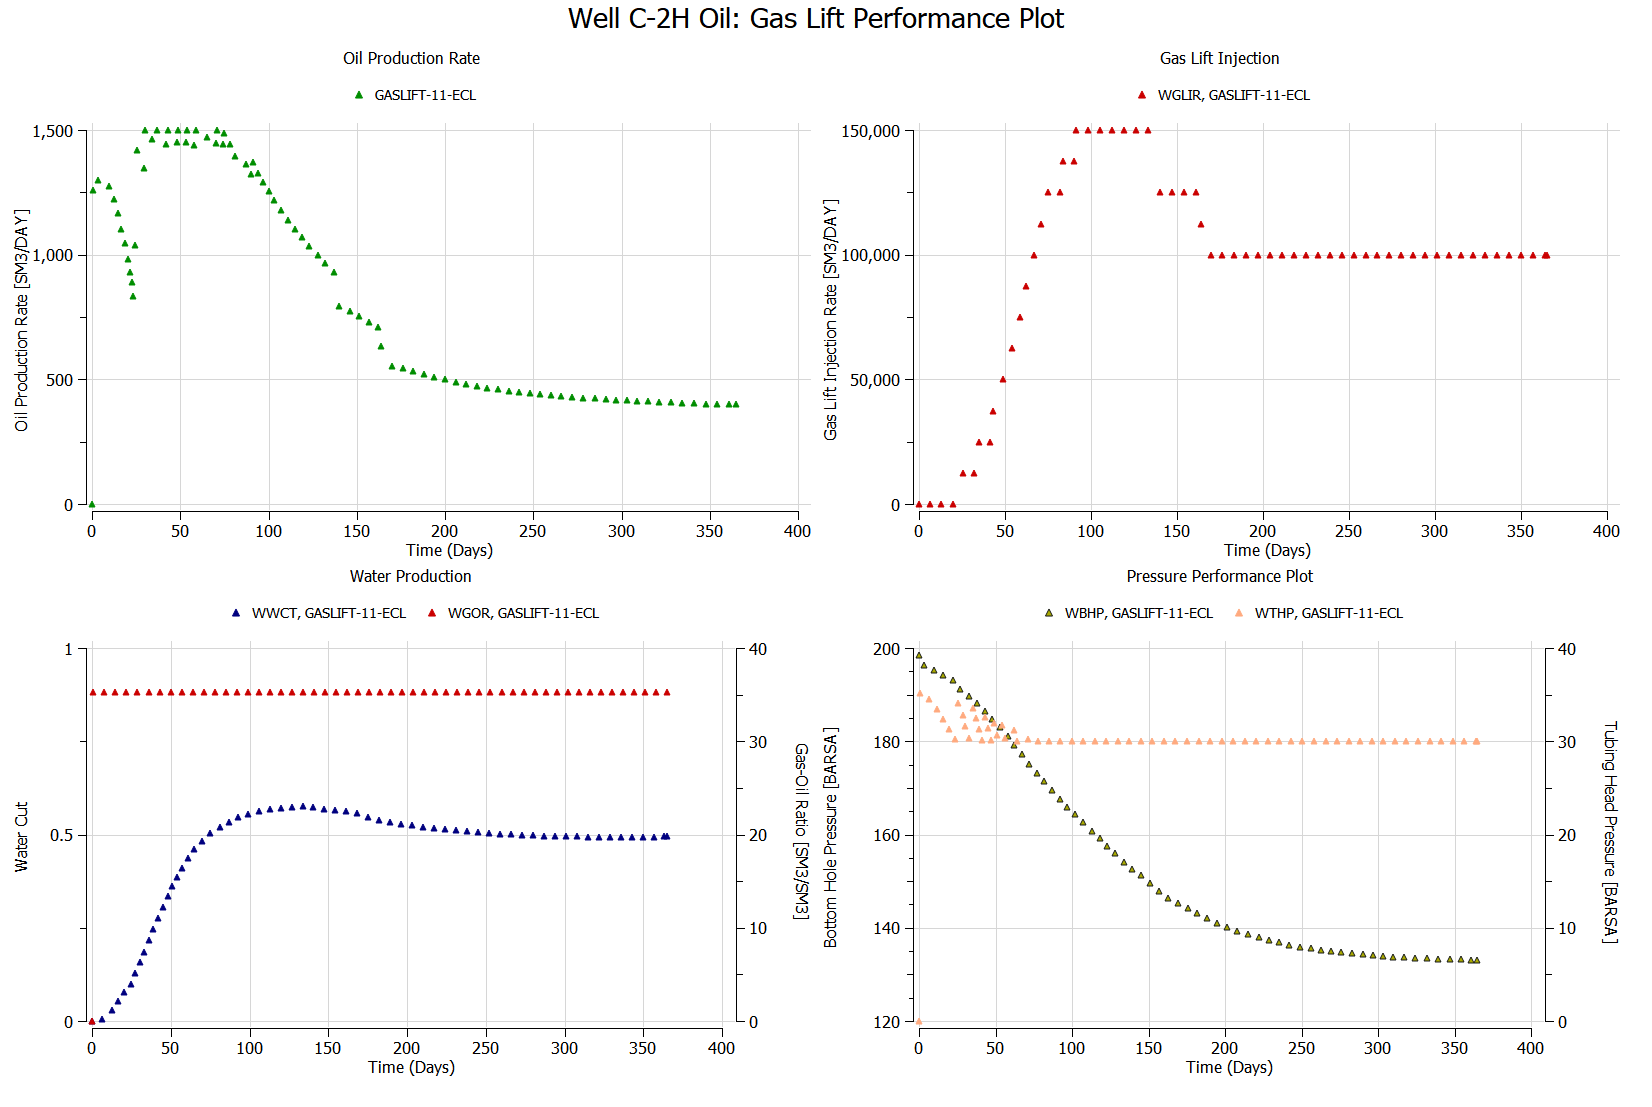 Well C-2H Oil: Gas Lift Performance Plot
Oil Production Rate
GASLIFT-11-ECL
Oil Production Rate [SM3/DAY]
1,500
1,000
500
0
0 50 100 150 200 250 300 350 400
Time (Days)
Gas Lift Injection
WGLIR, GASLIFT-11-ECL
Gas Lift Injection Rate [SM3/DAY]
150,000
100,000
50,000
0
0 50 100 150 200 250 300 350 400
Time (Days)
Water Production
WWCT, GASLIFT-11-ECL WGOR, GASLIFT-11-ECL
Water Cut
1
0.5
0
40
30
20
10
0
Gas-Oil Ratio [SM3/SM3]
0 50 100 150 200 250 300 350 400
Time (Days)
Pressure Performance Plot
WBHP, GASLIFT-11-ECL WTHP, GASLIFT-11-ECL
Bottom Hole Pressure [BARSA]
200
180
160
140
120
40
30
20
10
0
Tubing Head Pressure [BARSA]
0 50 100 150 200 250 300 350 400
Time (Days)